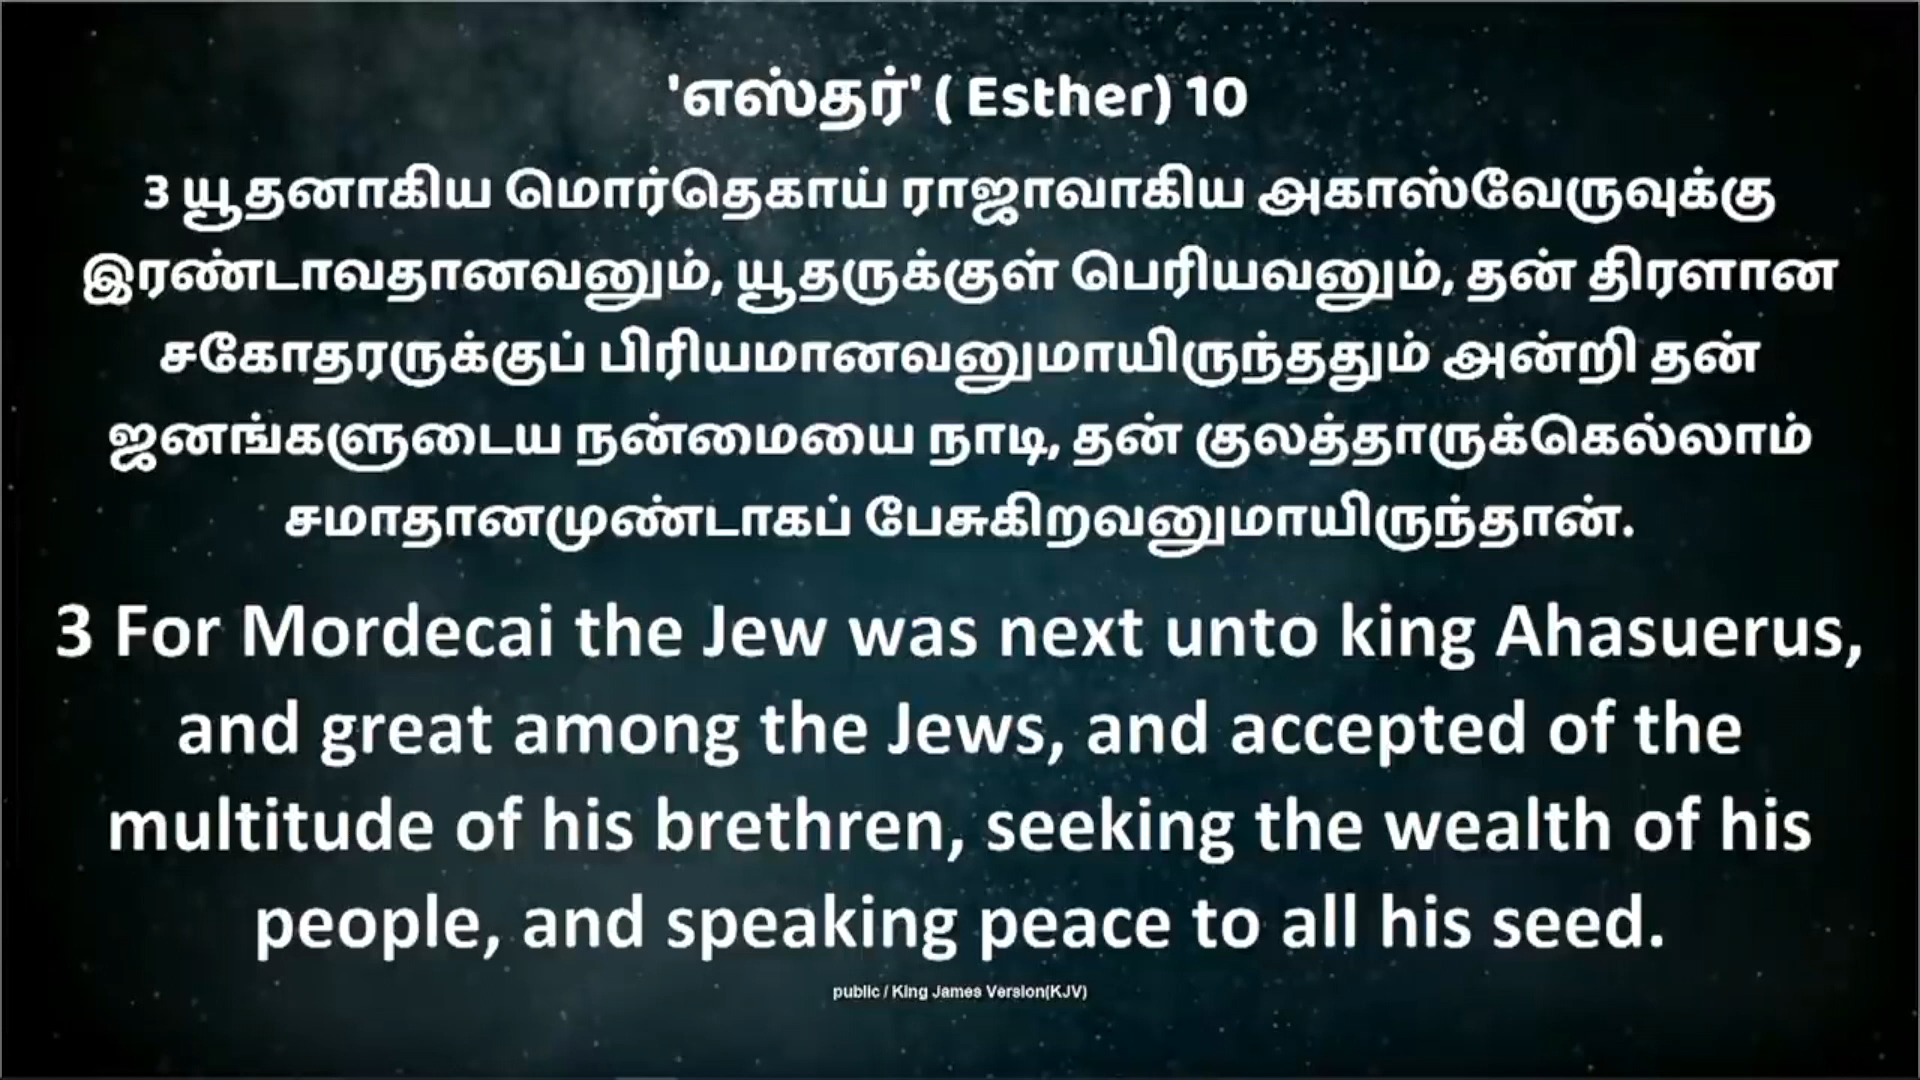 'எஸ்தர்' ( Esther) 10
3 யூதனாகிய மொர்தெகாய் ராஜாவாகிய அகாஸ்வேருவுக்கு
இரண்டாவதானவனும், யூதருக்குள் பெரியவனும், தன் திரளான
சகோதரருக்குப் பிரியமானவனுமாயிருந்ததும் அன்றி தன்
ஜனங்களுடைய நன்மையை நாடி, தன் குலத்தாருக்கெல்லாம்
சமாதானமுண்டாகப் பேசுகிறவனுமாயிருந்தான்.
3 For Mordecai the Jew was next unto king Ahasuerus,
and great among the Jews, and accepted of the
multitude of his brethren, seeking the wealth of his
people, and speaking peace to all his seed.
public / King James Version(KJV)